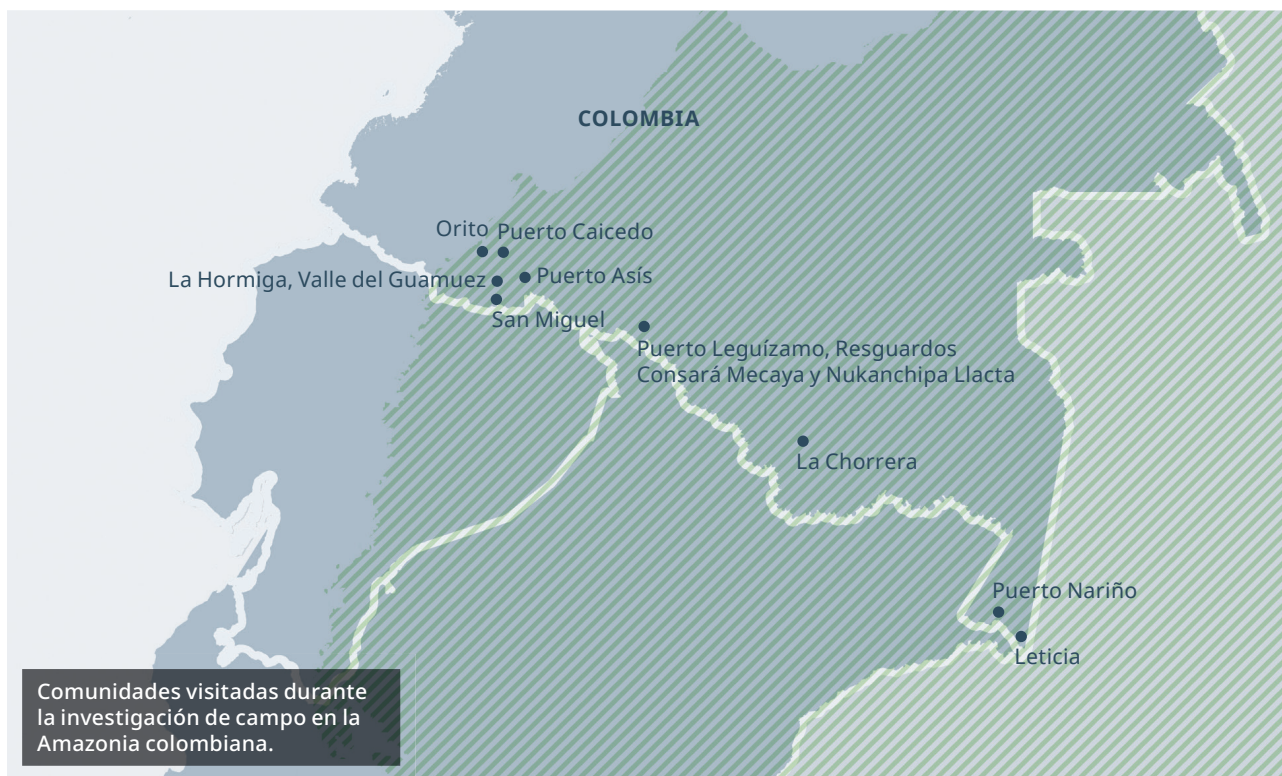 COLOMBIA
Orito
Puerto Caicedo
La Hormiga, Valle del Guamuez
Puerto Asís
San Miguel
Puerto Leguízamo, Resguardos
Consará Mecaya y Nukanchipa Llacta
La Chorrera
Puerto Nariño
Leticia
Comunidades visitadas durante
la investigación de campo en la
Amazonia colombiana.